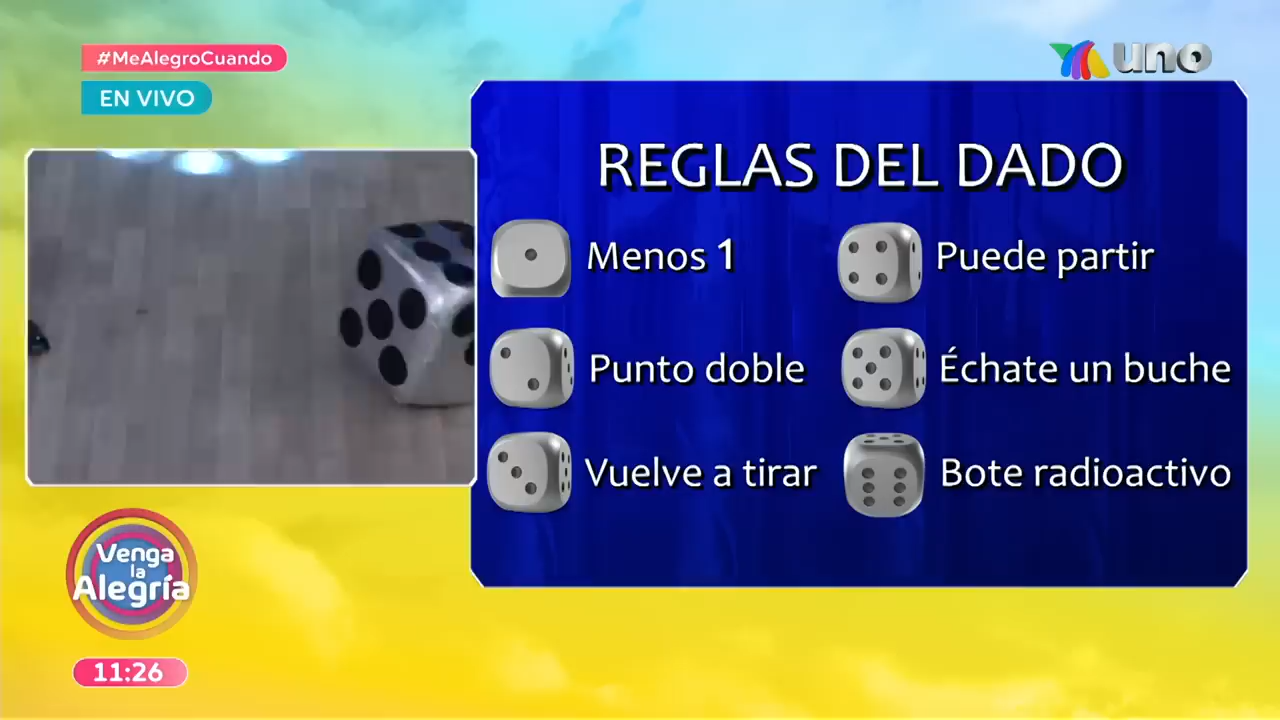 #MeAlegroCuando
EN VIVO
uno
REGLAS DEL DADO
Menos 1
Puede partir
Punto doble
Échate un buche
Vuelve a tirar
Bote radioactivo
Venga
la
Alegría
11:26